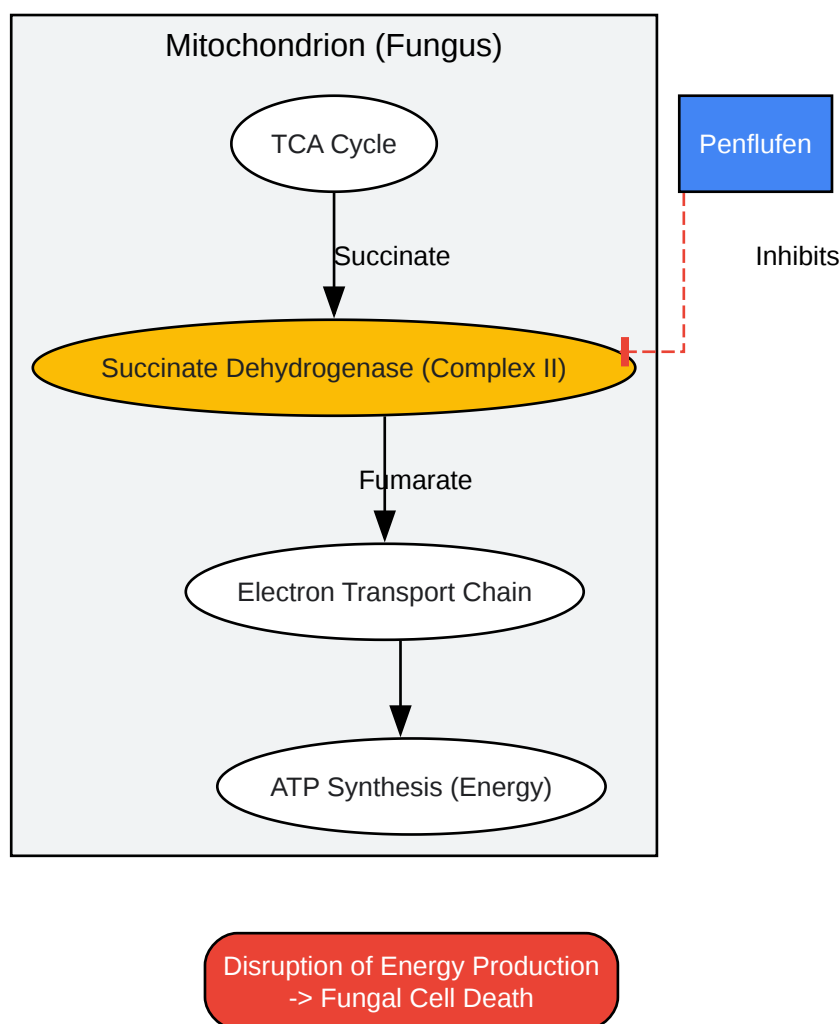 Mitochondrion (Fungus)
TCA Cycle
Penflufen
Succinate
Inhibits
Succinate Dehydrogenase (Complex II)
Fumarate
Electron Transport Chain
ATP Synthesis (Energy)
Disruption of Energy Production
-> Fungal Cell Death